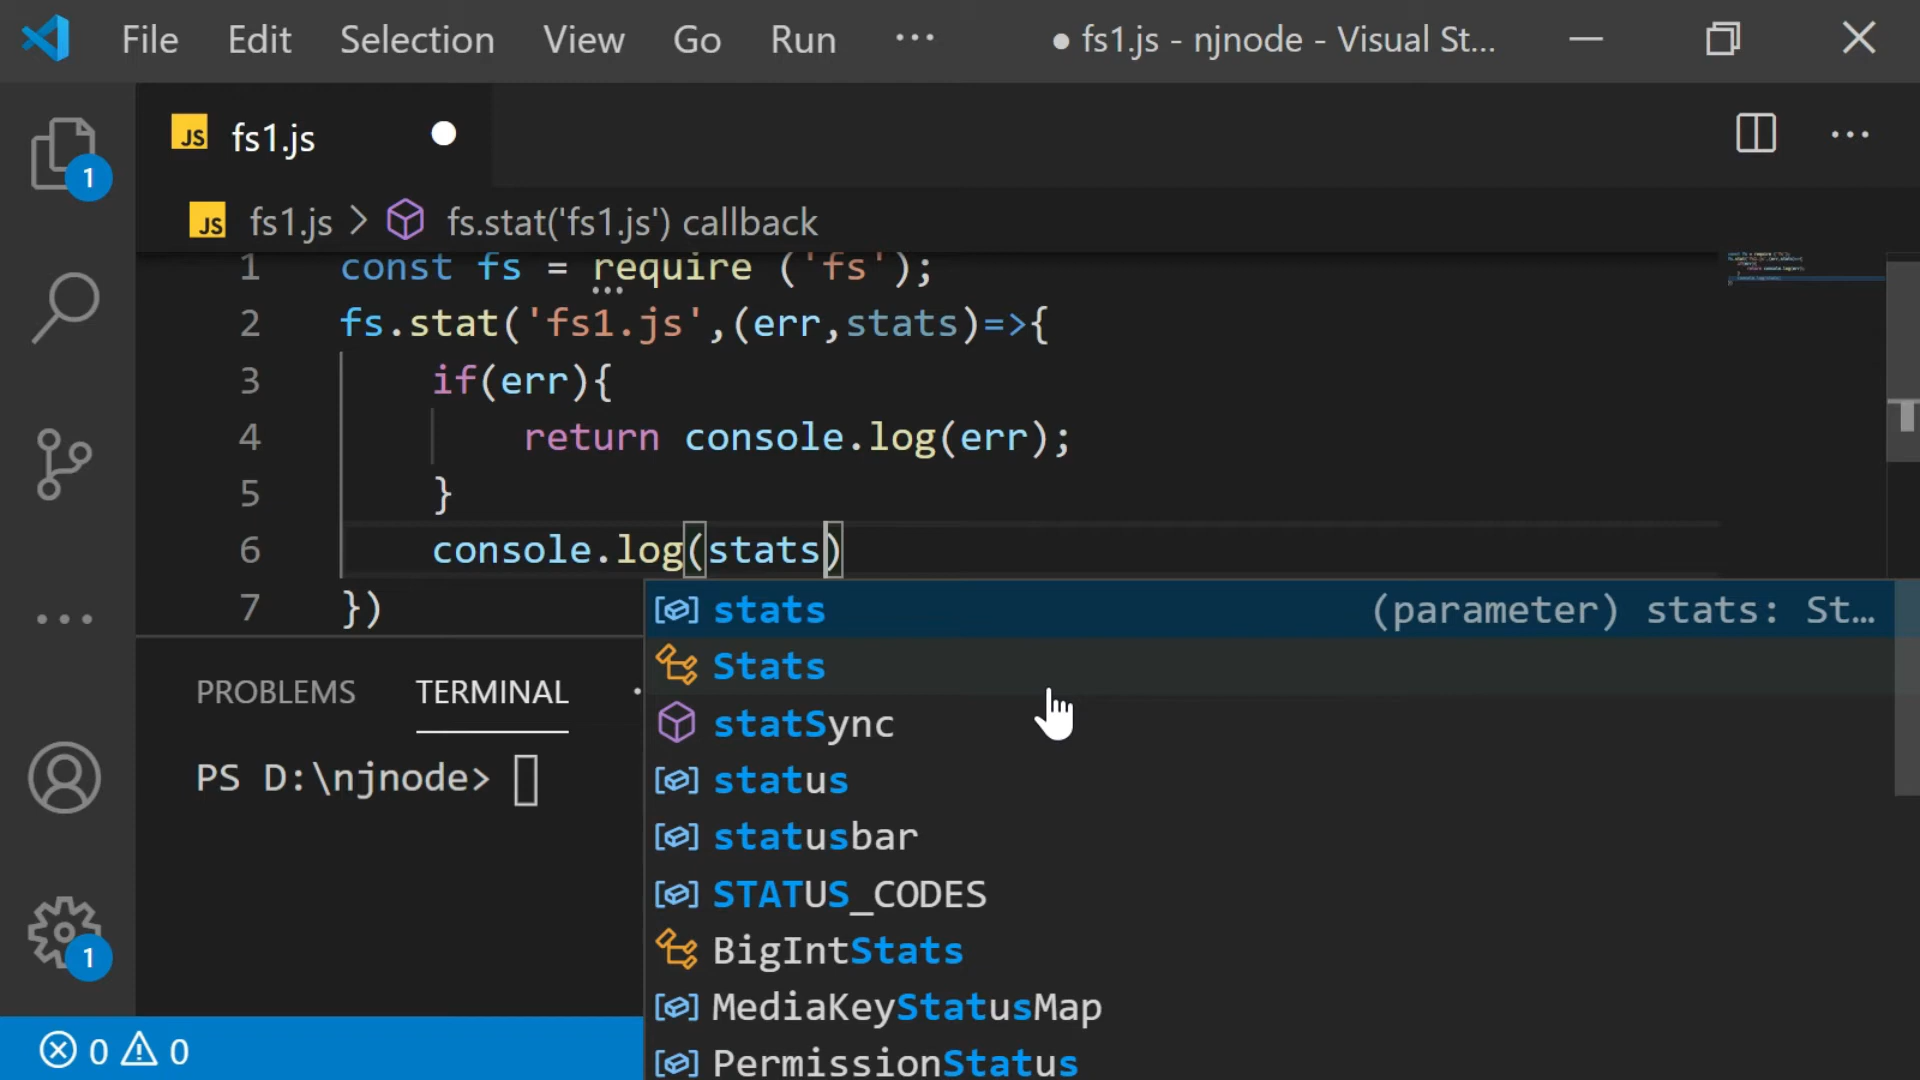 File Edit Selection View Go Run ··· ● fs1.js - njnode - Visual St...
JS fs1.js ●
1
JS fs1.js > fs.stat('fs1.js') callback
1 const fs = require ('fs');
2 fs.stat('fs1.js',(err,stats)=>{
3 if(err){
4 return console.log(err);
5 }
6 console.log(stats)
7 })
stats (parameter) stats: St…
Stats
PROBLEMS TERMINAL
statSync
PS D:\njnode>
status
statusbar
STATUS_CODES
1
BigIntStats
MediaKeyStatusMap
0 0
PermissionStatus